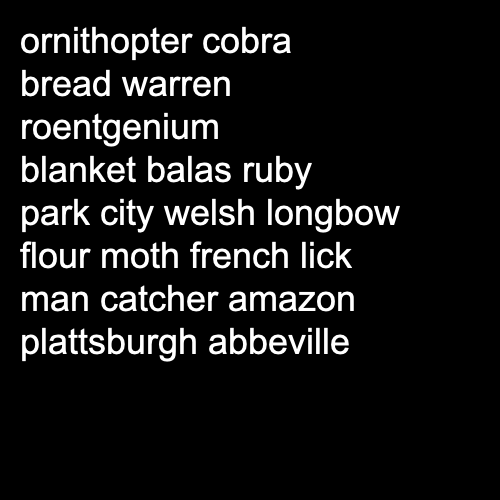 ornithopter cobra
bread warren
roentgenium
blanket balas ruby
park city welsh longbow
flour moth french lick
man catcher amazon
plattsburgh abbeville